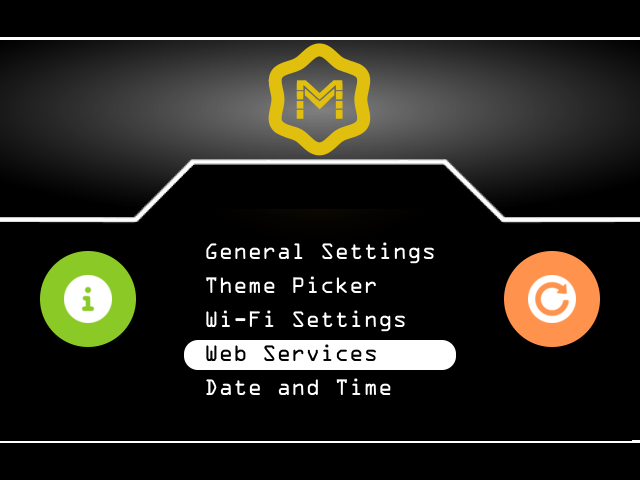 M
General Settings
Theme Picker
Wi-Fi Settings
Web Services
Date and Time